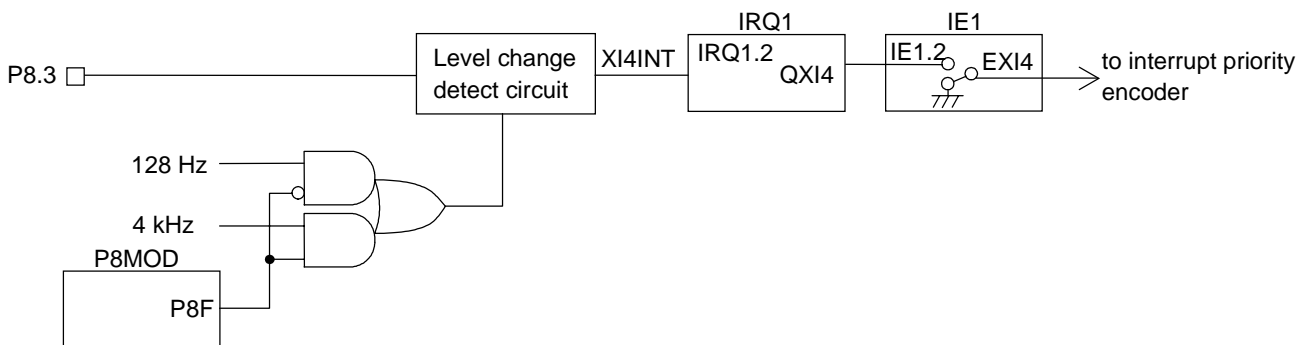 IRQ1
IE1
P8.3
Level change
detect circuit
XI4INT
IRQ1.2
QXI4
IE1.2
EXI4
to interrupt priority
encoder
128 Hz
4 kHz
P8MOD
P8F